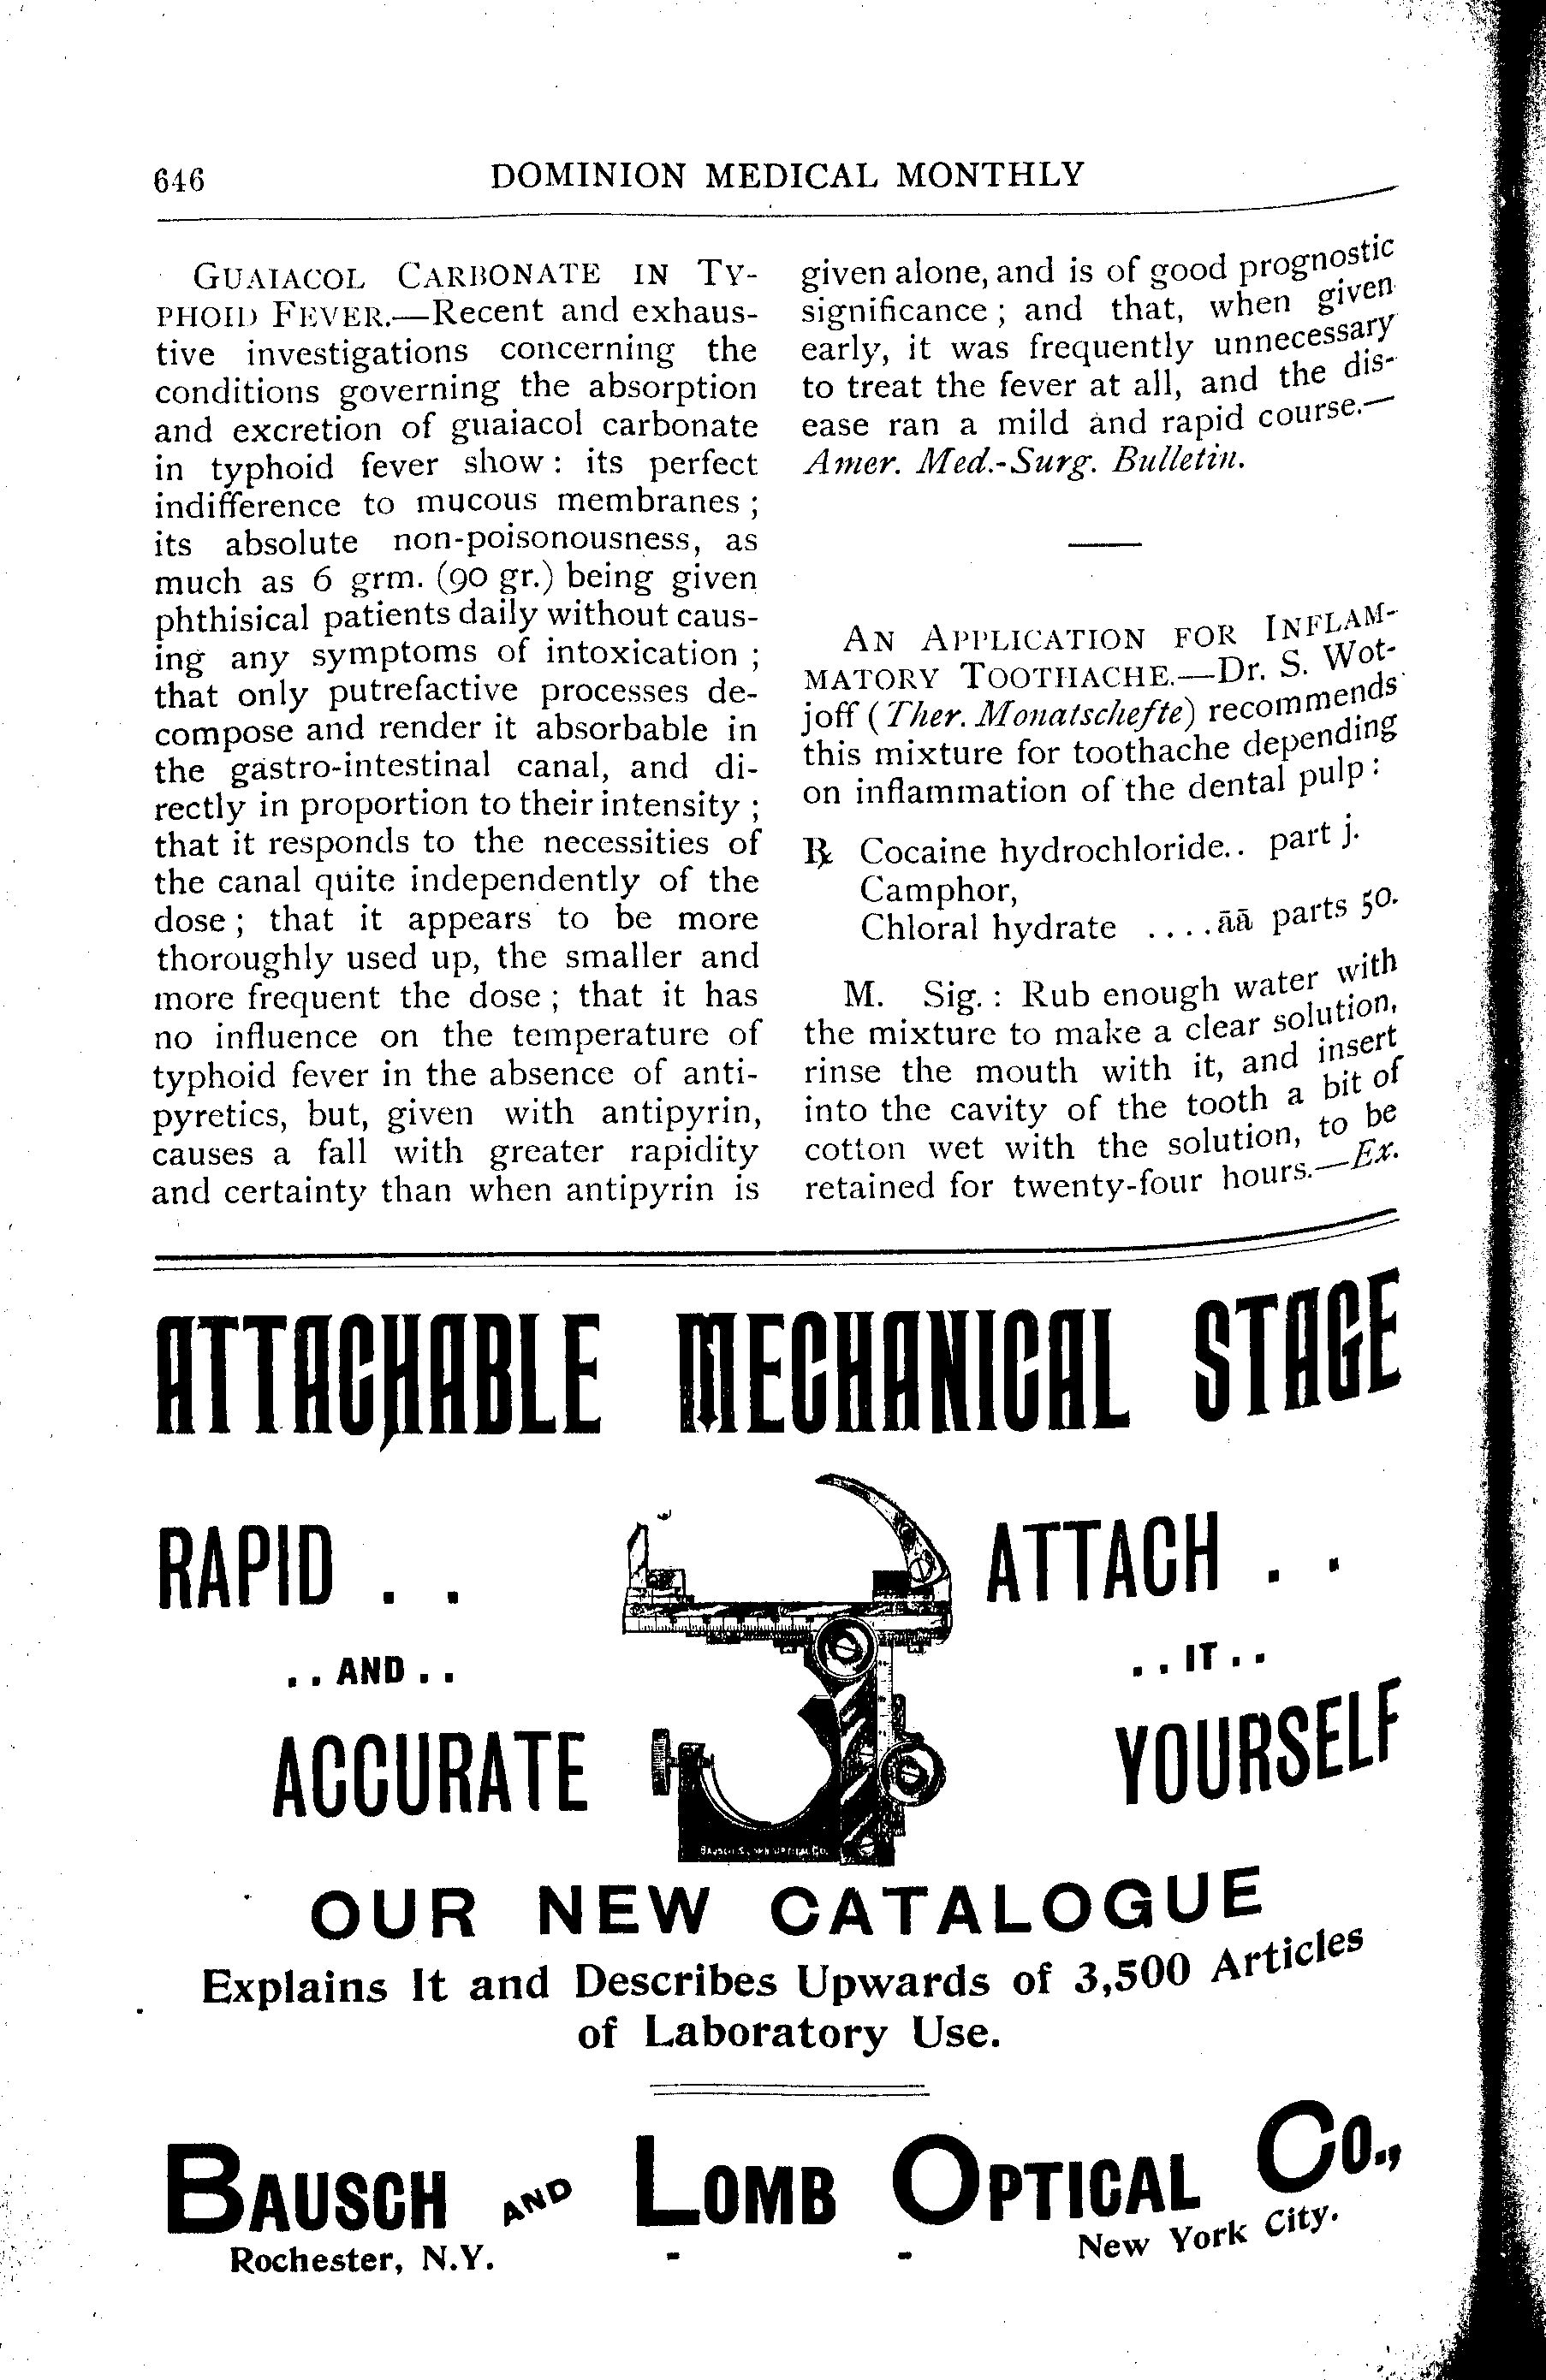 646
DOMINION MEDICAL MONTHLY
GUAIACOL CARBONATE IN TY-
PHOID FEVER.—Recent and exhaus-
tive investigations concerning the
conditions governing the absorption
and excretion of guaiacol carbonate
in typhoid fever show : its perfect
indifference to mucous membranes ;
its absolute non-poisonousness, as
much as 6 grm. (90 gr.) being given
phthisical patients daily without caus-
ing any symptoms of intoxication ;
that only putrefactive processes de-
compose and render it absorbable in
the gastro-intestinal canal, and di-
rectly in proportion to their intensity ;
that it responds to the necessities of
the canal quite independently of the
dose ; that it appears to be more
thoroughly used up, the smaller and
more frequent the dose ; that it has
no influence on the temperature of
typhoid fever in the absence of anti-
pyretics, but, given with antipyrin,
causes a fall with greater rapidity
and certainty than when antipyrin is
given alone, and is of good prognostic
significance ; and that, when given
early, it was frequently unnecessary
to treat the fever at all, and the dis-
ease ran a mild and rapid course.—
Amer. Med.-Surg. Bulletin.
AN APPLICATION FOR INFLAM-
MATORY TOOTHACHE.—Dr. S. Wot-
joff (Ther. Monatschefte) recommends
this mixture for toothache depending
on inflammation of the dental pulp :
℞ Cocaine hydrochloride.. part j.
Camphor,
Chloral hydrate ....āā parts 50.
M. Sig. : Rub enough water with
the mixture to make a clear solution,
rinse the mouth with it, and insert
into the cavity of the tooth a bit of
cotton wet with the solution, to be
retained for twenty-four hours.—Ex.
ATTACHABLE MECHANICAL STAGE
RAPID . .
. . AND . .
ACCURATE
ATTACH . .
. . IT . .
YOURSELF
BAUSCH & LOMB OPTICAL CO.
OUR NEW CATALOGUE
Explains It and Describes Upwards of 3,500 Articles
of Laboratory Use.
BAUSCH AND LOMB OPTICAL CO.,
Rochester, N.Y. - - New York City.